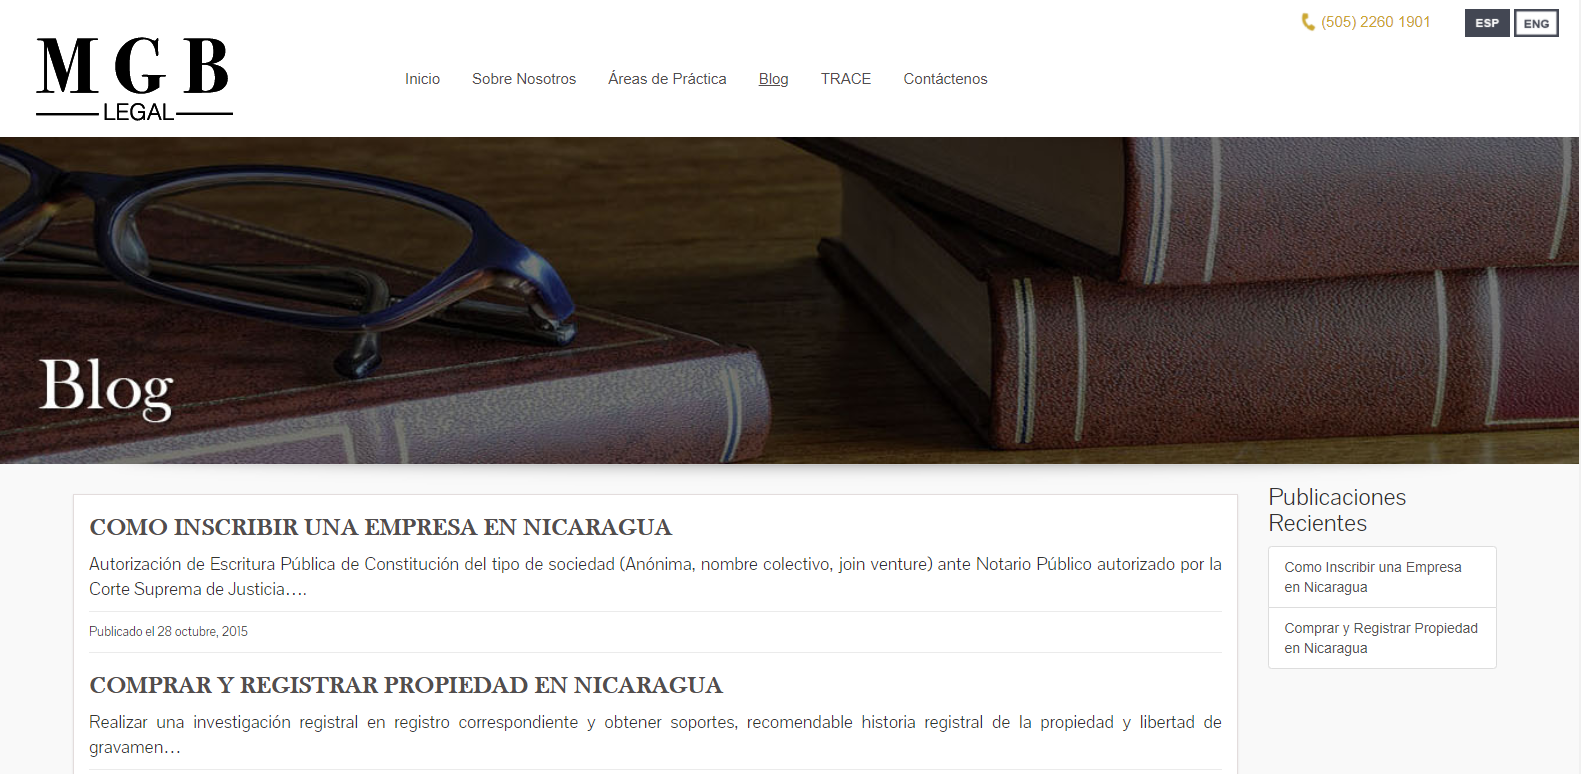 (505) 2260 1901
ESP
ENG
MGB
LEGAL
Inicio
Sobre Nosotros
Áreas de Práctica
Blog
TRACE
Contáctenos
Blog
COMO INSCRIBIR UNA EMPRESA EN NICARAGUA
Autorización de Escritura Pública de Constitución del tipo de sociedad (Anónima, nombre colectivo, join venture) ante Notario Público autorizado por la
Corte Suprema de Justicia….
Publicado el 28 octubre, 2015
COMPRAR Y REGISTRAR PROPIEDAD EN NICARAGUA
Realizar una investigación registral en registro correspondiente y obtener soportes, recomendable historia registral de la propiedad y libertad de
gravamen…
Publicaciones
Recientes
Como Inscribir una Empresa
en Nicaragua
Comprar y Registrar Propiedad
en Nicaragua